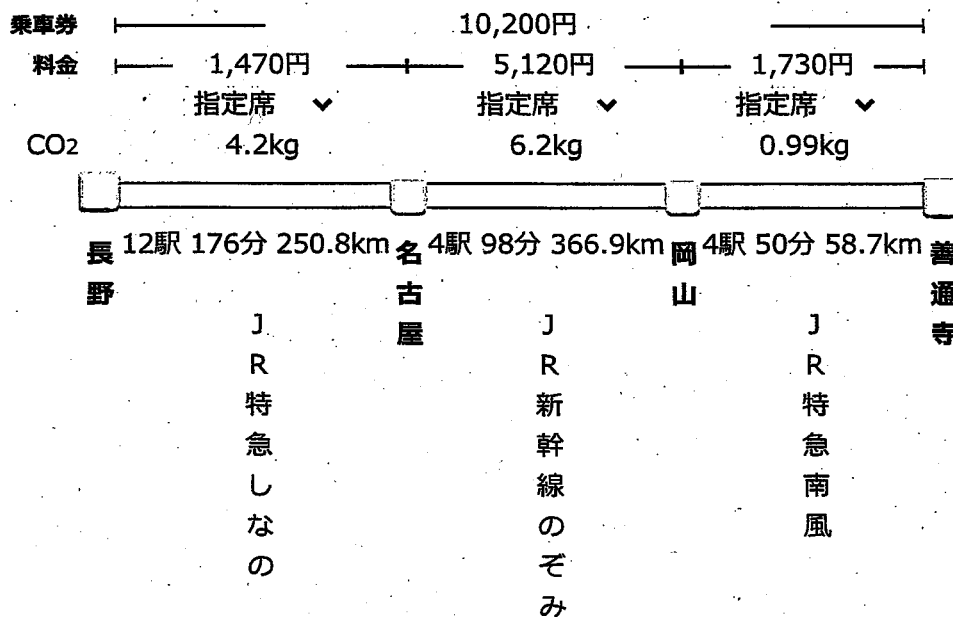 乗車券 10,200円
料金 1,470円 5,120円 1,730円
指定席 指定席 指定席
CO2 4.2kg 6.2kg 0.99kg
12駅 176分 250.8km 4駅 98分 366.9km 4駅 50分 58.7km
長野
名古屋
岡山
善通寺
JR特急しなの
JR新幹線のぞみ
JR特急南風